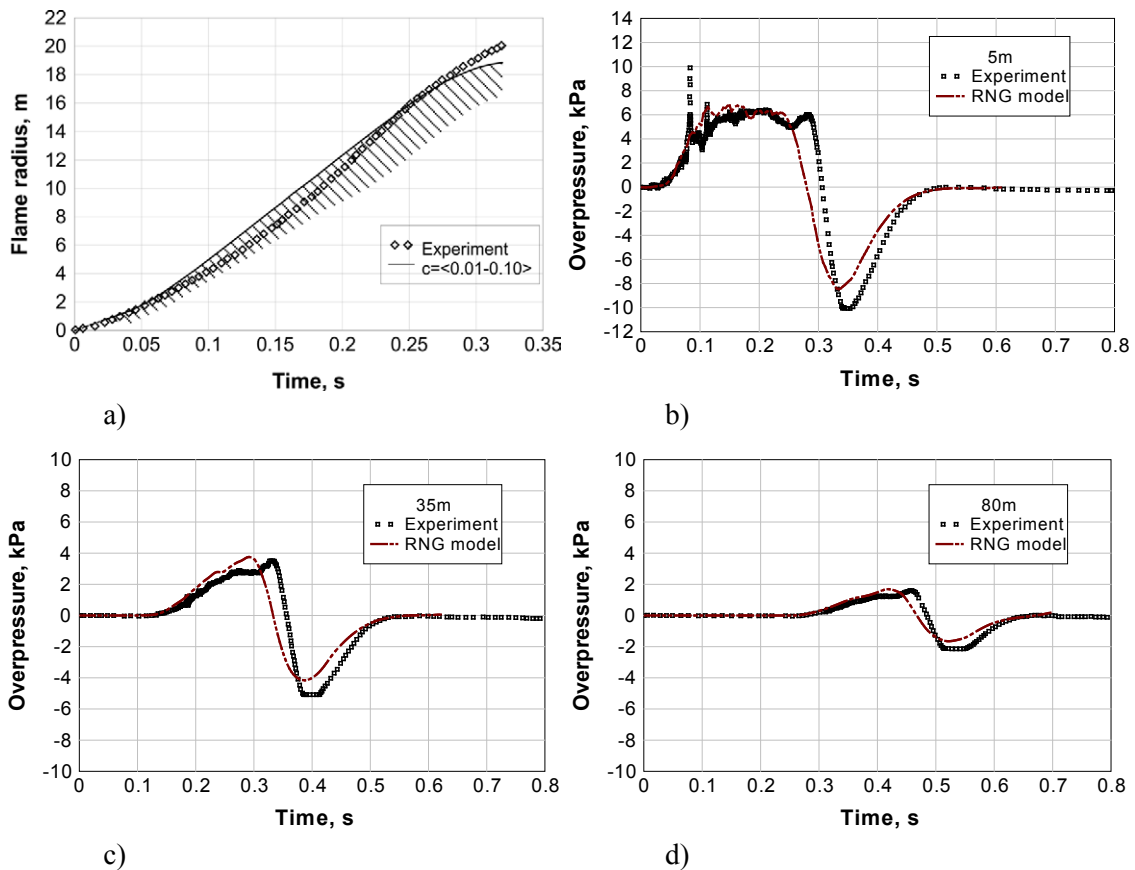 22
20
18
16
14
12
10
8
6
4
2
0
Flame radius, m
Experiment
c=<0.01-0.10>
0 0.05 0.1 0.15 0.2 0.25 0.3 0.35
Time, s
a)
14
12
10
8
6
4
2
0
-2
-4
-6
-8
-10
-12
Overpressure, kPa
5m
Experiment
RNG model
0 0.1 0.2 0.3 0.4 0.5 0.6 0.7 0.8
Time, s
b)
10
8
6
4
2
0
-2
-4
-6
-8
-10
Overpressure, kPa
35m
Experiment
RNG model
0 0.1 0.2 0.3 0.4 0.5 0.6 0.7 0.8
Time, s
c)
10
8
6
4
2
0
-2
-4
-6
-8
-10
Overpressure, kPa
80m
Experiment
RNG model
0 0.1 0.2 0.3 0.4 0.5 0.6 0.7 0.8
Time, s
d)